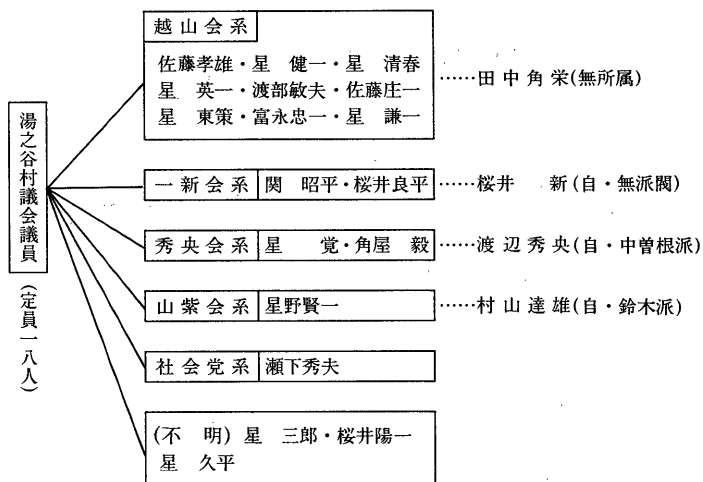 湯之谷村議会議員
(定員一八人)
越山会系
佐藤孝雄・星 健一・星 清春
星 英一・渡部敏夫・佐藤庄一
星 東策・富永忠一・星 謙一
……田中角栄(無所属)
一新会系 関 昭平・桜井良平 ……桜井 新(自・無派閥)
秀央会系 星 覚・角屋 毅 ……渡辺秀央(自・中曽根派)
山紫会系 星野賢一 ……村山達雄(自・鈴木派)
社会党系 瀬下秀夫
(不 明) 星 三郎・桜井陽一
星 久平